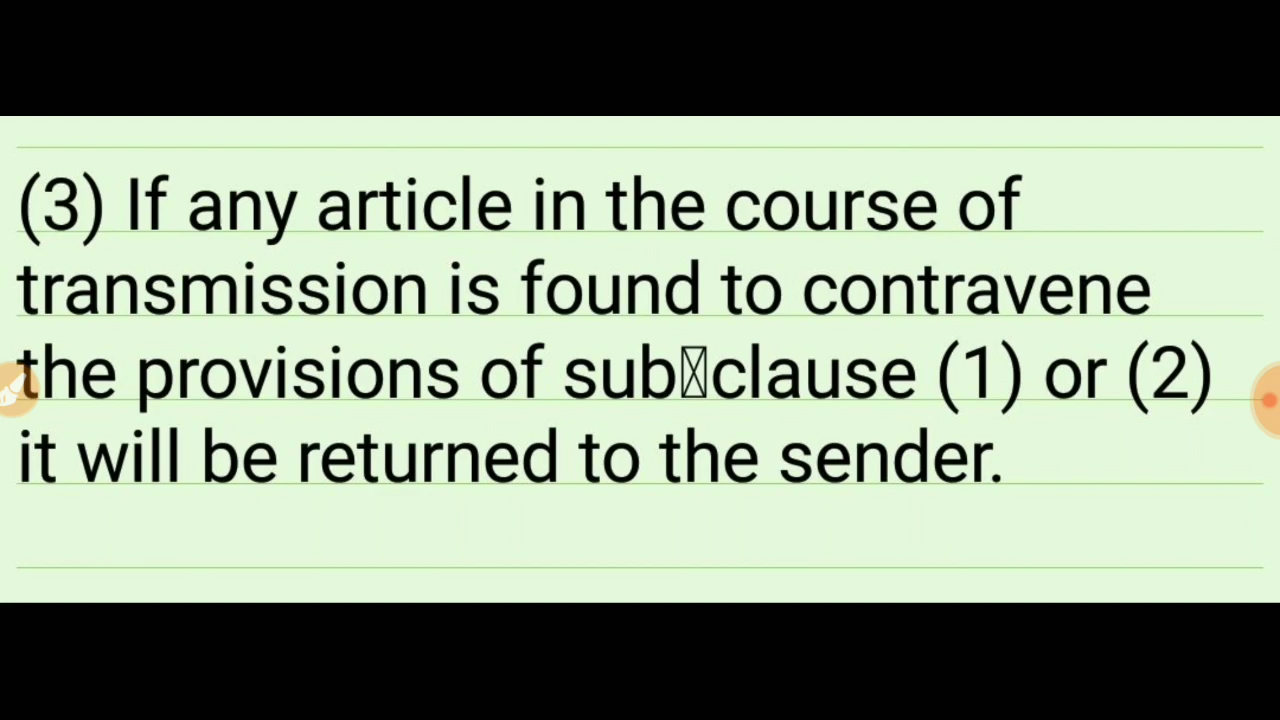 (3) If any article in the course of
transmission is found to contravene
the provisions of sub￾clause (1) or (2)
it will be returned to the sender.